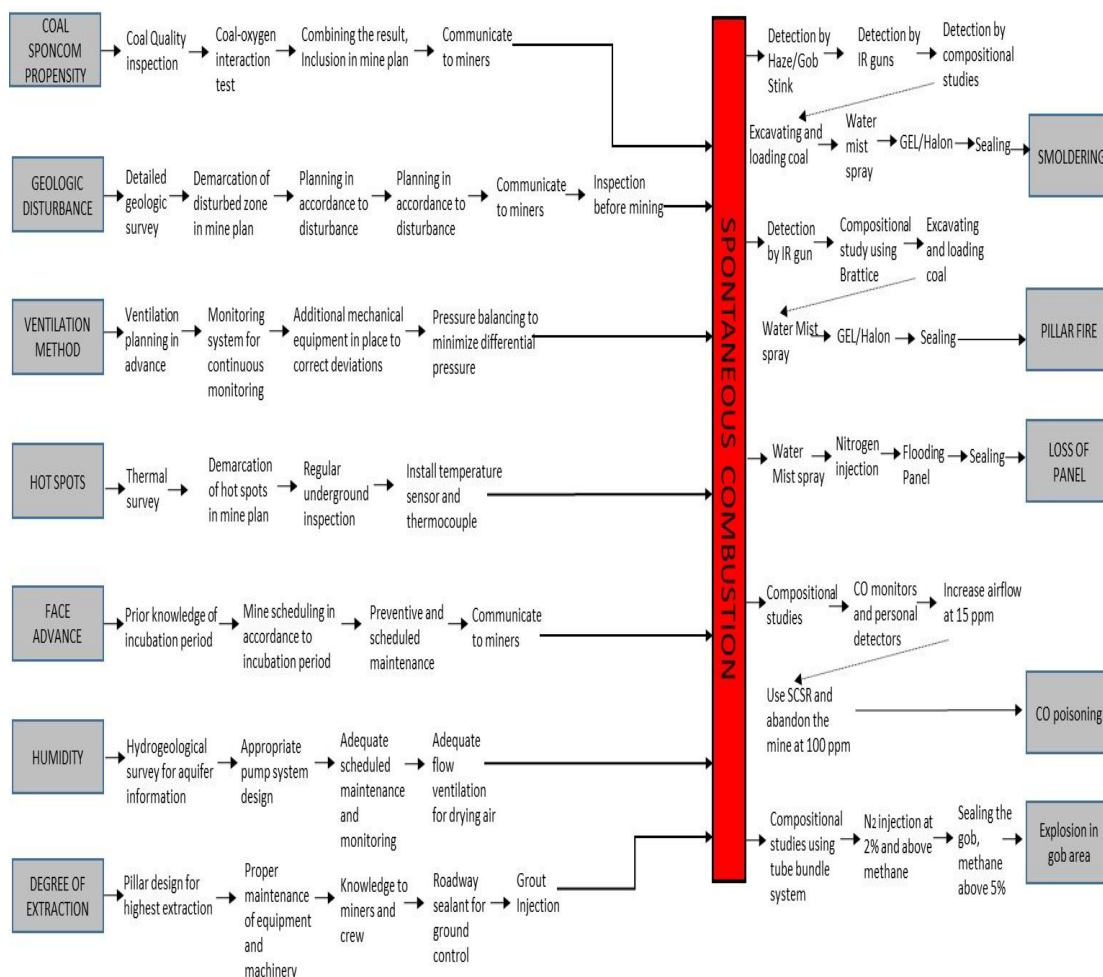 COAL
SPONCOM
PROPENSITY
Coal Quality
inspection
Coal-oxygen
interaction
test
Combining the result,
Inclusion in mine plan
Communicate
to miners
GEOLOGIC
DISTURBANCE
Detailed
geologic
survey
Demarcation of
disturbed zone
in mine plan
Planning in
accordance to
disturbance
Planning in
accordance to
disturbance
Communicate
to miners
Inspection
before mining
VENTILATION
METHOD
Ventilation
planning in
advance
Monitoring
system for
continuous
monitoring
Additional mechanical
equipment in place to
correct deviations
Pressure balancing to
minimize differential
pressure
HOT SPOTS
Thermal
survey
Demarcation
of hot spots
in mine plan
Regular
underground
inspection
Install temperature
sensor and
thermocouple
FACE
ADVANCE
Prior knowledge of
incubation period
Mine scheduling in
accordance to
incubation period
Preventive and
scheduled
maintenance
Communicate
to miners
HUMIDITY
Hydrogeological
survey for aquifer
information
Appropriate
pump system
design
Adequate
scheduled
maintenance
and
monitoring
Adequate
flow
ventilation
for drying air
DEGREE OF
EXTRACTION
Pillar design for
highest extraction
Proper
maintenance
of equipment
and
machinery
Knowledge to
miners and
crew
Roadway
sealant for
ground
control
Grout
Injection
SPONTANEOUS COMBUSTION
Detection by
Haze/Gob
Stink
Detection
by IR guns
Detection by
compositional
studies
Excavating and
loading coal
Water
mist
spray
GEL/Halon
Sealing
SMOLDERING
Detection
by IR gun
Compositional
study using
Brattice
Excavating
and loading
coal
Water Mist
spray
GEL/Halon
Sealing
PILLAR FIRE
Water
Mist spray
Nitrogen
injection
Flooding
Panel
Sealing
LOSS OF
PANEL
Compositional
studies
CO monitors
and personal
detectors
Increase airflow
at 15 ppm
Use SCSR and
abandon the
mine at 100 ppm
CO poisoning
Compositional
studies using
tube bundle
system
N2 injection at
2% and above
methane
Sealing the
gob,
methane
above 5%
Explosion in
gob area